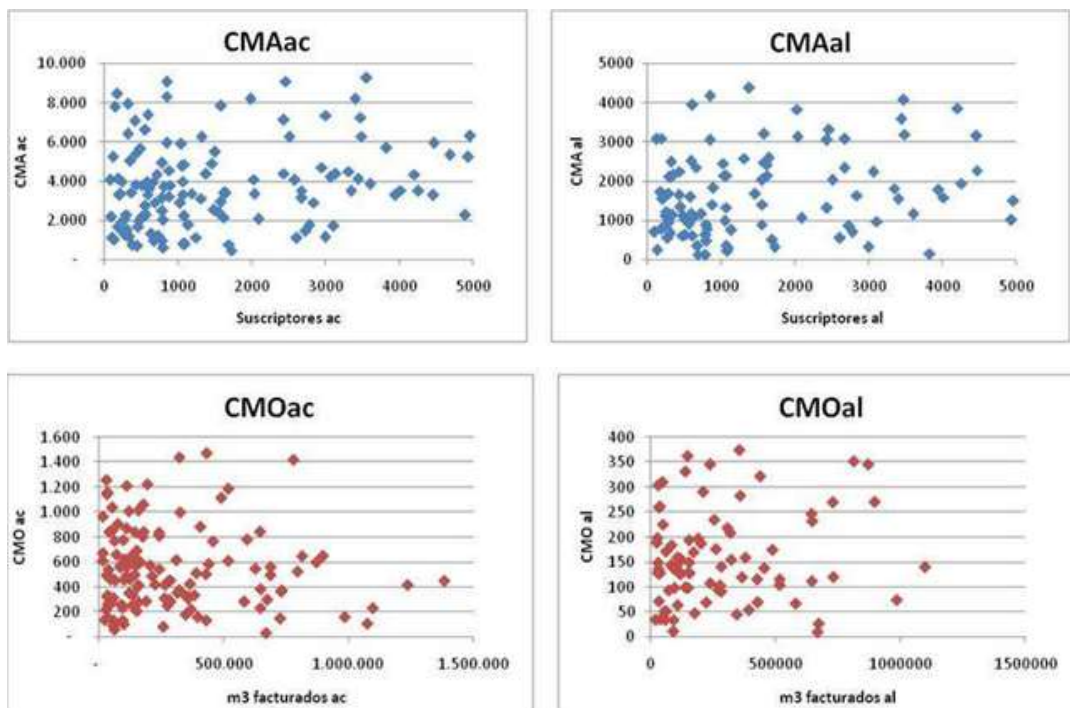 CMAac
10.000
8.000
6.000
4.000
2.000
-
CMA ac
0 1000 2000 3000 4000 5000
Suscriptores ac
CMAal
5000
4000
3000
2000
1000
0
CMA al
0 1000 2000 3000 4000 5000
Suscriptores al
CMOac
1.600
1.400
1.200
1.000
800
600
400
200
-
CMO ac
- 500.000 1.000.000 1.500.000
m3 facturados ac
CMOal
400
350
300
250
200
150
100
50
0
CMO al
0 500000 1000000 1500000
m3 facturados al